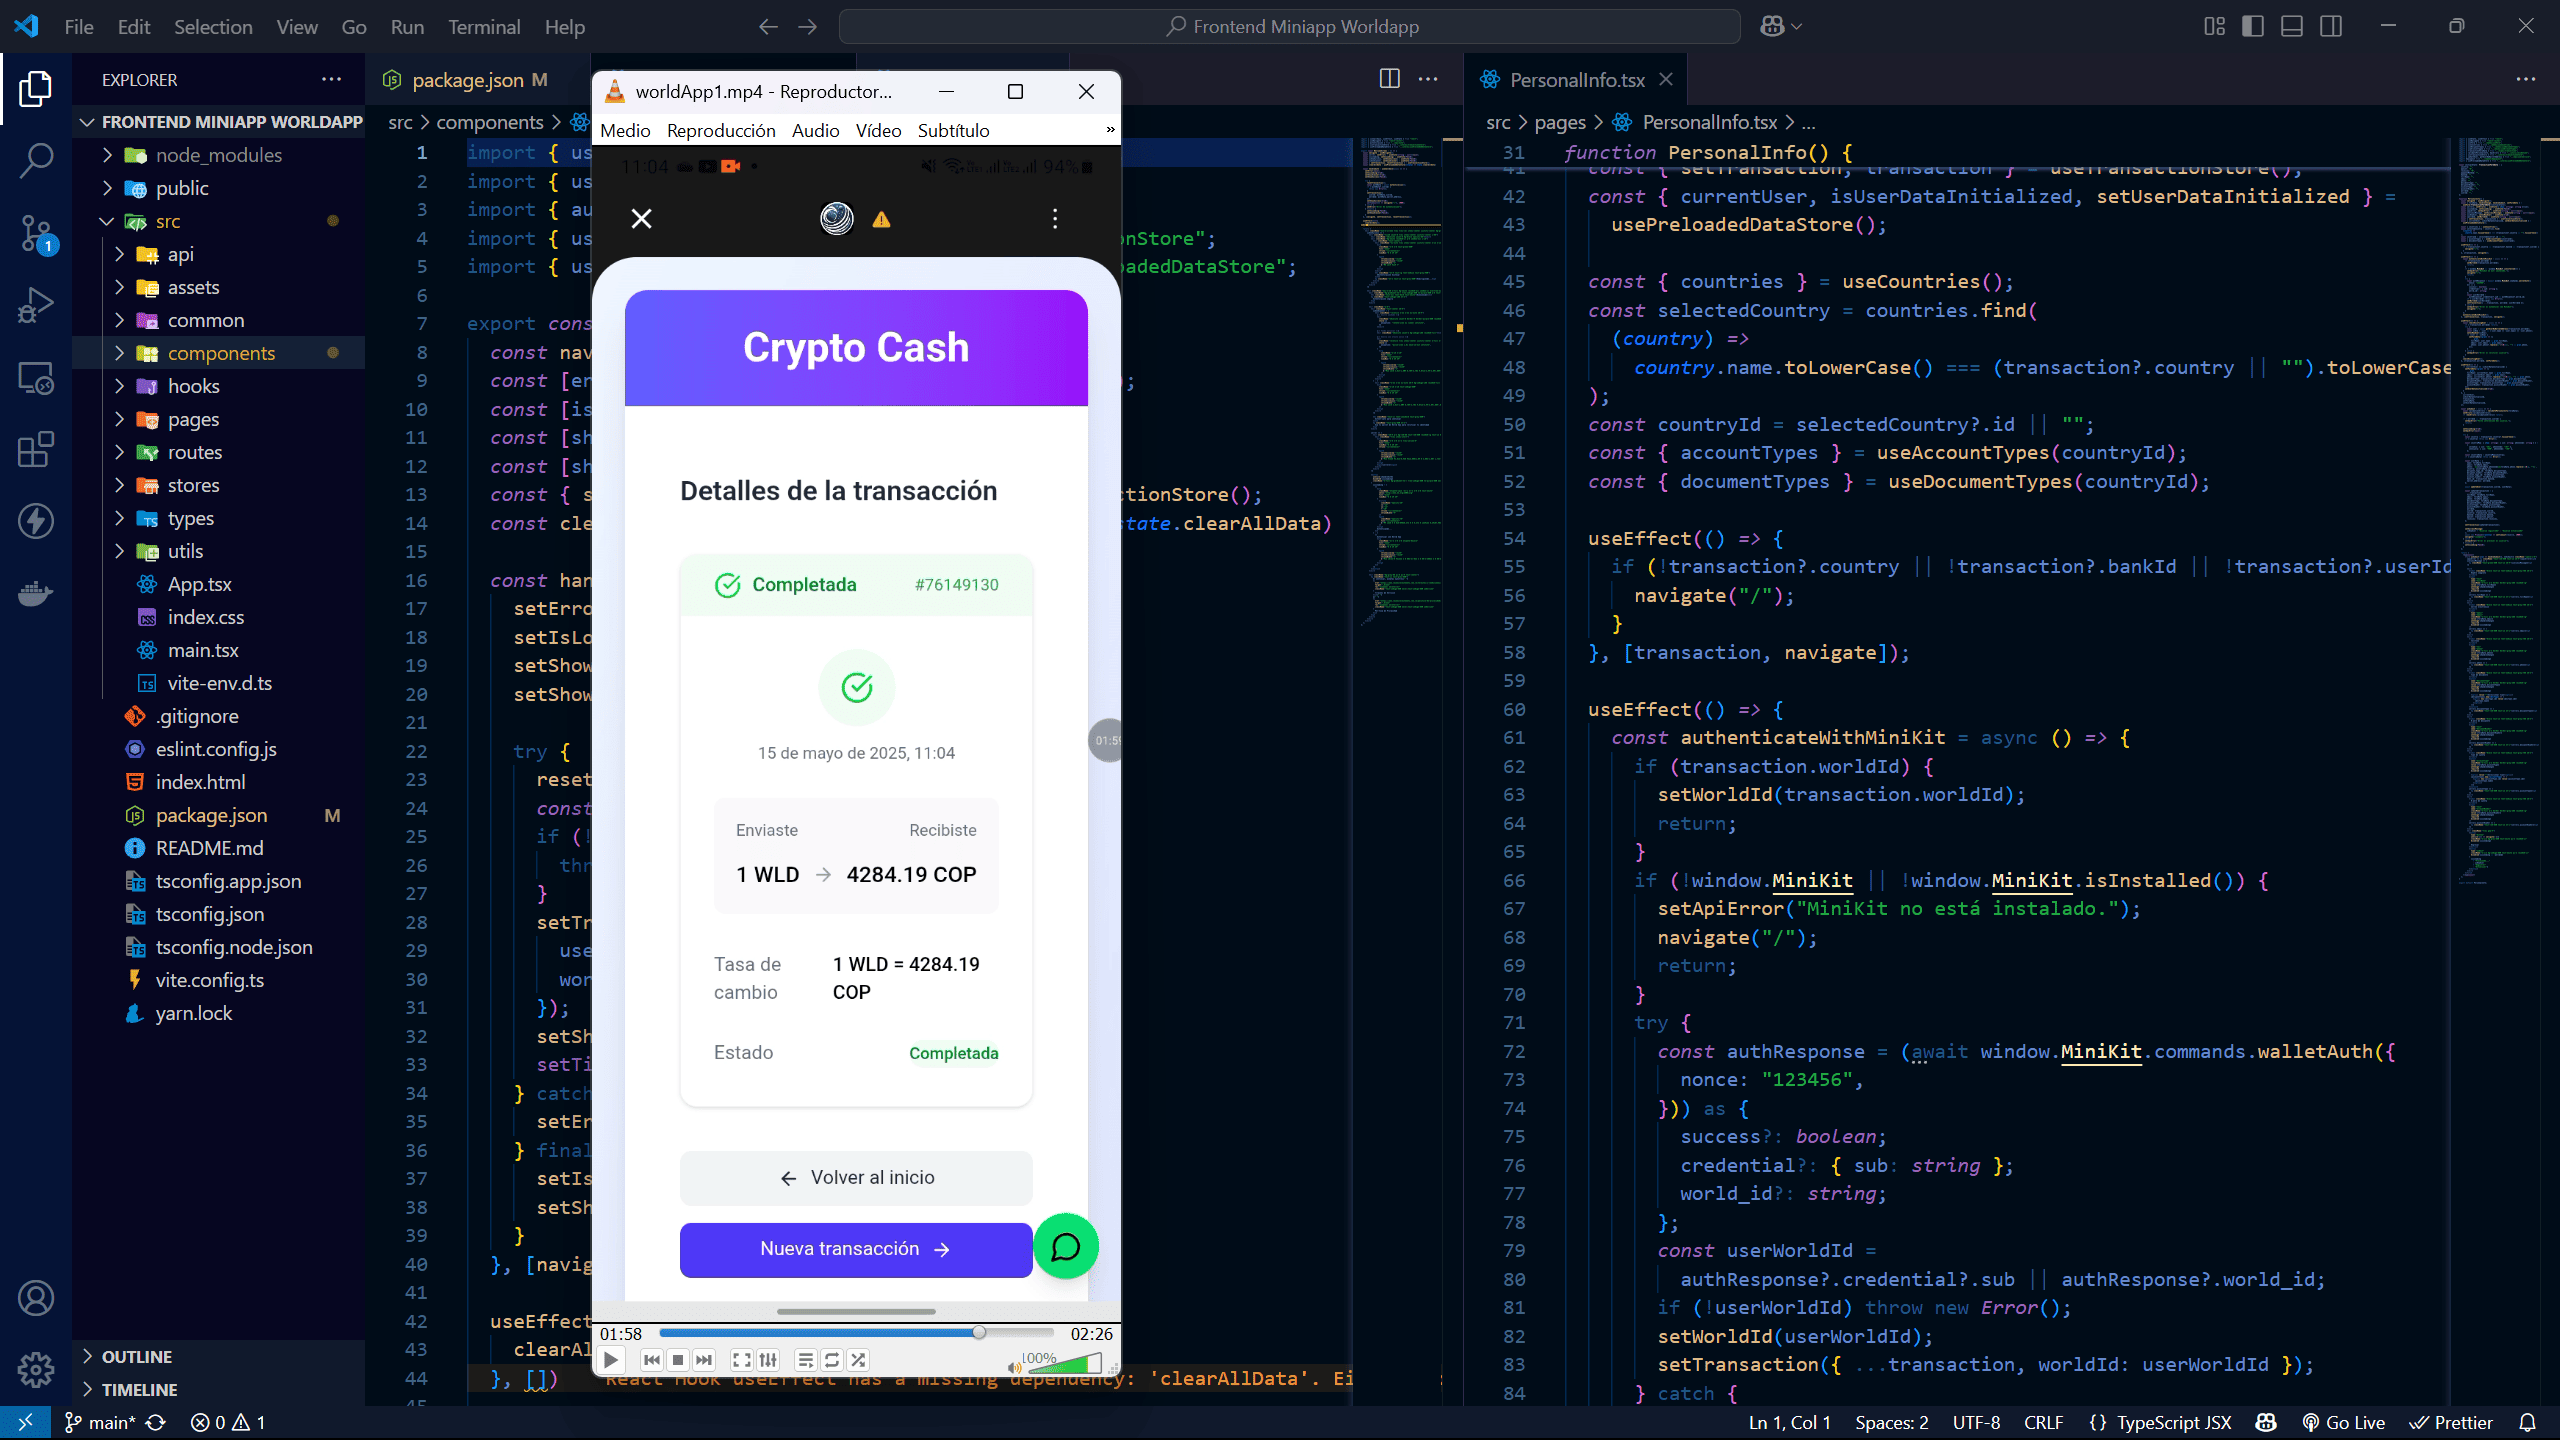 File Edit Selection View Go Run Terminal Help
Frontend Miniapp Worldapp
EXPLORER
FRONTEND MINIAPP WORLDAPP
node_modules
public
src
api
assets
common
components
hooks
pages
routes
stores
types
utils
App.tsx
index.css
main.tsx
vite-env.d.ts
.gitignore
eslint.config.js
index.html
package.json M
README.md
tsconfig.app.json
tsconfig.json
tsconfig.node.json
vite.config.ts
yarn.lock
OUTLINE
TIMELINE
1
package.json M
src > components >
1 import { us
2 import { us
3 import { au
4 import { us onStore";
5 import { us oadedDataStore";
6
7 export cons
8 const nav
9 const [er ;
10 const [is
11 const [sh
12 const [sh
13 const { s ctionStore();
14 const cle state.clearAllData)
15
16 const han
17 setErro
18 setIsLo
19 setShow
20 setShow
21
22 try {
23 reset
24 const
25 if (!
26 thr
27 }
28 setTr
29 use
30 wor
31 });
32 setSh
33 setTi
34 } catch
35 setEr
36 } final
37 setIs
38 setSh
39 }
40 }, [navig
41
42 useEffect
43 clearAl
44 }, []) React Hook useEffect has a missing dependency: 'clearAllData'. Ei
45
worldApp1.mp4 - Reproductor...
Medio Reproducción Audio Vídeo Subtítulo »
11:04 94%
Crypto Cash
Detalles de la transacción
Completada #76149130
15 de mayo de 2025, 11:04
Enviaste Recibiste
1 WLD → 4284.19 COP
Tasa de cambio 1 WLD = 4284.19
COP
Estado Completada
← Volver al inicio
Nueva transacción →
01:59
01:58 02:26
100%
PersonalInfo.tsx
src > pages > PersonalInfo.tsx > ...
31 function PersonalInfo() {
41 const { setTransaction, transaction } = useTransactionStore();
42 const { currentUser, isUserDataInitialized, setUserDataInitialized } =
43 usePreloadedDataStore();
44
45 const { countries } = useCountries();
46 const selectedCountry = countries.find(
47 (country) =>
48 country.name.toLowerCase() === (transaction?.country || "").toLowerCase
49 );
50 const countryId = selectedCountry?.id || "";
51 const { accountTypes } = useAccountTypes(countryId);
52 const { documentTypes } = useDocumentTypes(countryId);
53
54 useEffect(() => {
55 if (!transaction?.country || !transaction?.bankId || !transaction?.userId
56 navigate("/");
57 }
58 }, [transaction, navigate]);
59
60 useEffect(() => {
61 const authenticateWithMiniKit = async () => {
62 if (transaction.worldId) {
63 setWorldId(transaction.worldId);
64 return;
65 }
66 if (!window.MiniKit || !window.MiniKit.isInstalled()) {
67 setApiError("MiniKit no está instalado.");
68 navigate("/");
69 return;
70 }
71 try {
72 const authResponse = (await window.MiniKit.commands.walletAuth({
73 nonce: "123456",
74 })) as {
75 success?: boolean;
76 credential?: { sub: string };
77 world_id?: string;
78 };
79 const userWorldId =
80 authResponse?.credential?.sub || authResponse?.world_id;
81 if (!userWorldId) throw new Error();
82 setWorldId(userWorldId);
83 setTransaction({ ...transaction, worldId: userWorldId });
84 } catch {
main* 0 1
Ln 1, Col 1 Spaces: 2 UTF-8 CRLF {} TypeScript JSX Go Live Prettier